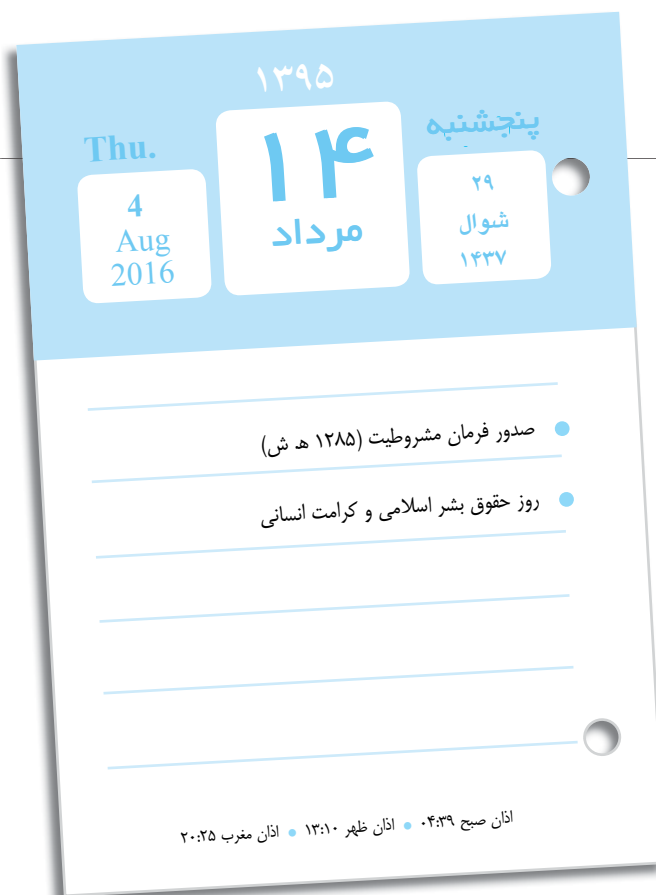 ۱۳۹۵
پنجشنبه
۲۹
شوال
۱۴۳۷
۱۴
مرداد
Thu.
4
Aug
2016
صدور فرمان مشروطیت (۱۲۸۵ ه ش)
روز حقوق بشر اسلامی و کرامت انسانی
اذان صبح ۰۴:۳۹ • اذان ظهر ۱۳:۱۰ • اذان مغرب ۲۰:۲۵